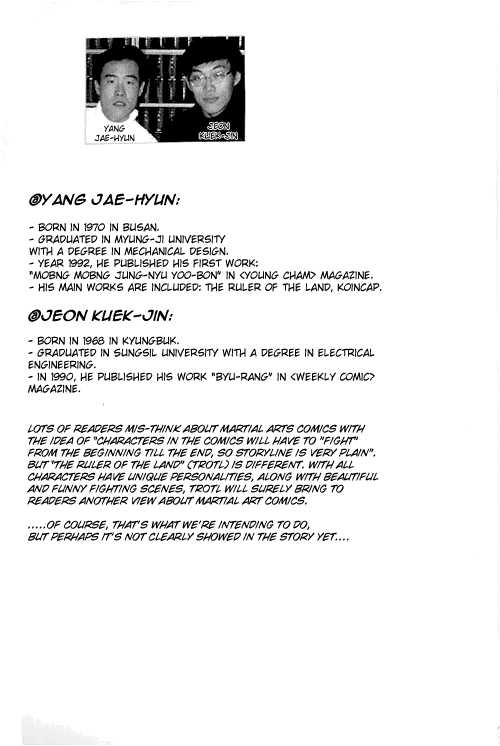 YANG
JAE-HYUN
JEON
KUEK-JIN
@YANG JAE-HYUN:
- BORN IN 1970 IN BUSAN.
- GRADUATED IN MYUNG-JI UNIVERSITY
WITH A DEGREE IN MECHANICAL DESIGN.
- YEAR 1992, HE PUBLISHED HIS FIRST WORK:
"MOBNG MOBNG JUNG-NYU YOO-BON" IN <YOUNG CHAM> MAGAZINE.
- HIS MAIN WORKS ARE INCLUDED: THE RULER OF THE LAND, KOINCAP.
@JEON KUEK-JIN:
- BORN IN 1968 IN KYUNGBUK.
- GRADUATED IN SUNGSIL UNIVERSITY WITH A DEGREE IN ELECTRICAL
ENGINEERING.
- IN 1990, HE PUBLISHED HIS WORK "BYU-RANG" IN <WEEKLY COMIC>
MAGAZINE.
LOTS OF READERS MIS-THINK ABOUT MARTIAL ARTS COMICS WITH
THE IDEA OF "CHARACTERS IN THE COMICS WILL HAVE TO "FIGHT"
FROM THE BEGINNING TILL THE END, SO STORYLINE IS VERY PLAIN".
BUT "THE RULER OF THE LAND" (TROTL) IS DIFFERENT. WITH ALL
CHARACTERS HAVE UNIQUE PERSONALITIES, ALONG WITH BEAUTIFUL
AND FUNNY FIGHTING SCENES, TROTL WILL SURELY BRING TO
READERS ANOTHER VIEW ABOUT MARTIAL ART COMICS.
.....OF COURSE, THAT'S WHAT WE'RE INTENDING TO DO,
BUT PERHAPS IT'S NOT CLEARLY SHOWED IN THE STORY YET....